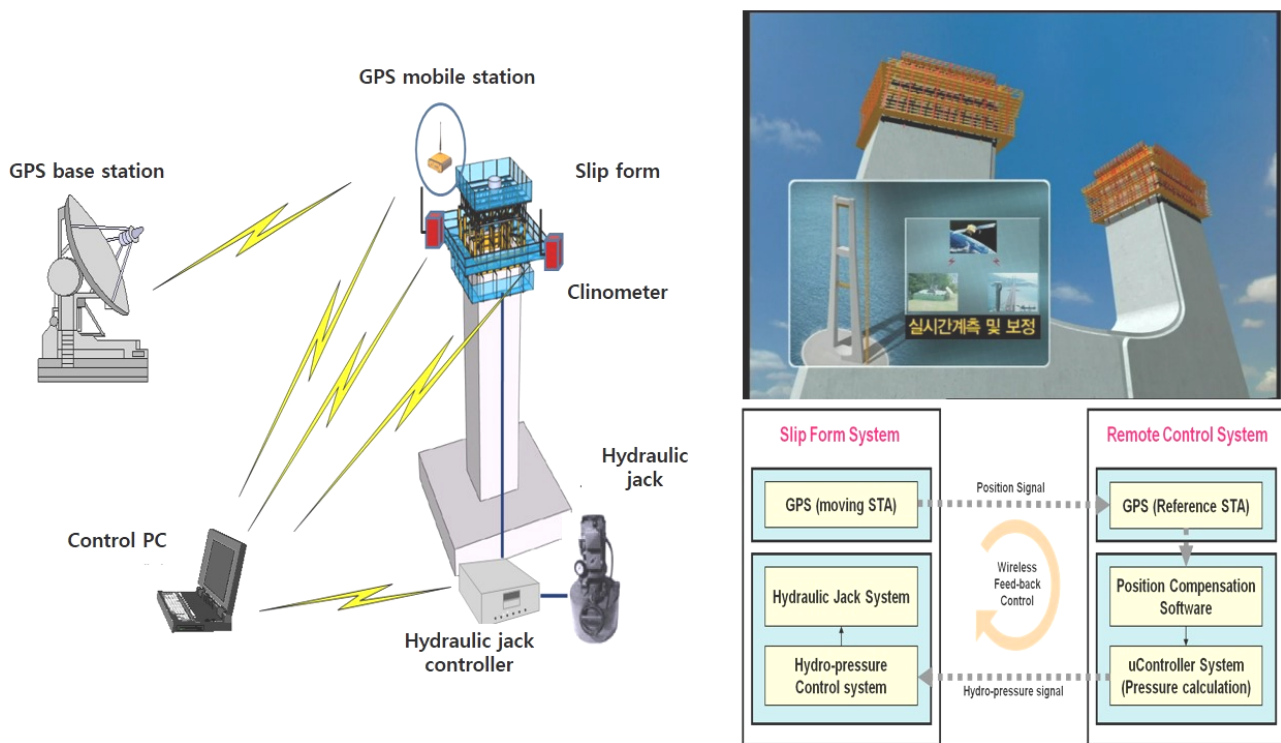 GPS mobile station
GPS base station
Slip form
Clinometer
Hydraulic
jack
Control PC
Hydraulic jack
controller
실시간계측 및 보정
Slip Form System
Remote Control System
GPS (moving STA)
Position Signal
GPS (Reference STA)
Wireless
Feed-back
Control
Hydraulic Jack System
Position Compensation
Software
Hydro-pressure
Control system
Hydro-pressure signal
uController System
(Pressure calculation)